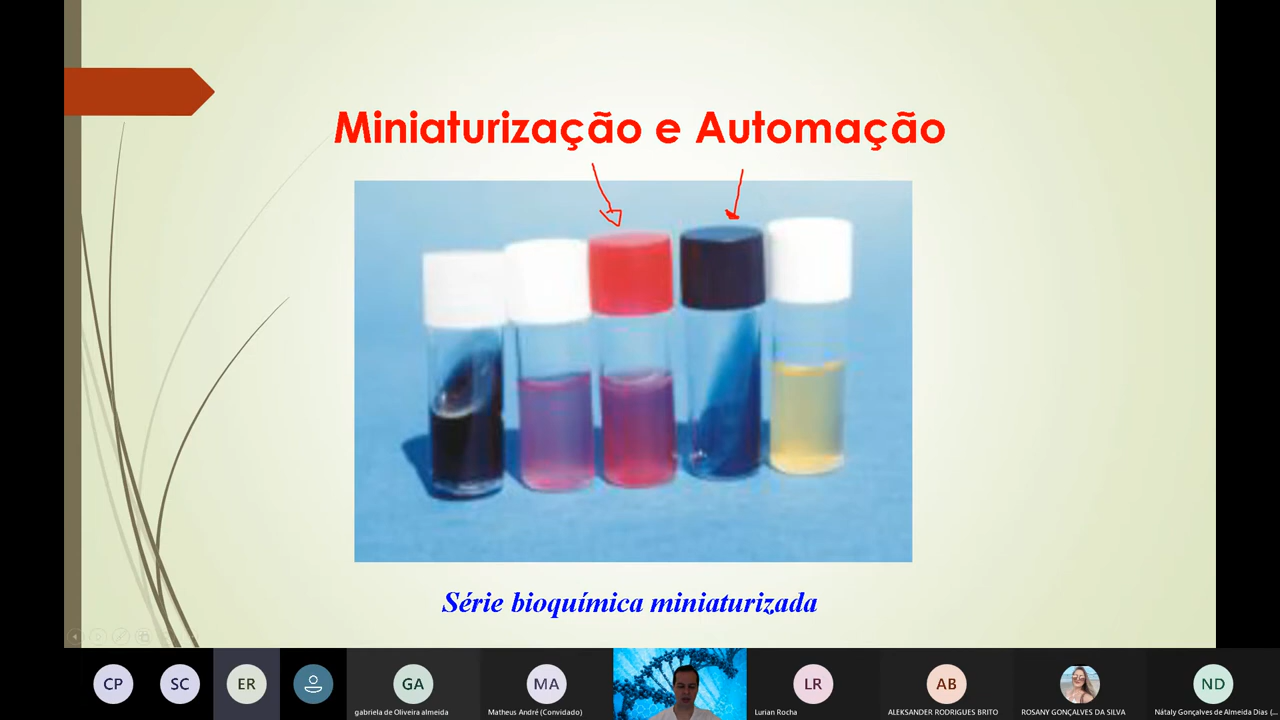 Miniaturização e Automação
Série bioquímica miniaturizada
CP
SC
ER
GA
gabriela de Oliveira almeida
MA
Matheus André (Convidado)
LR
Lurian Rocha
AB
ALEKSANDER RODRIGUES BRITO
ROSANY GONÇALVES DA SILVA
ND
Nátaly Gonçalves de Almeida Dias (...